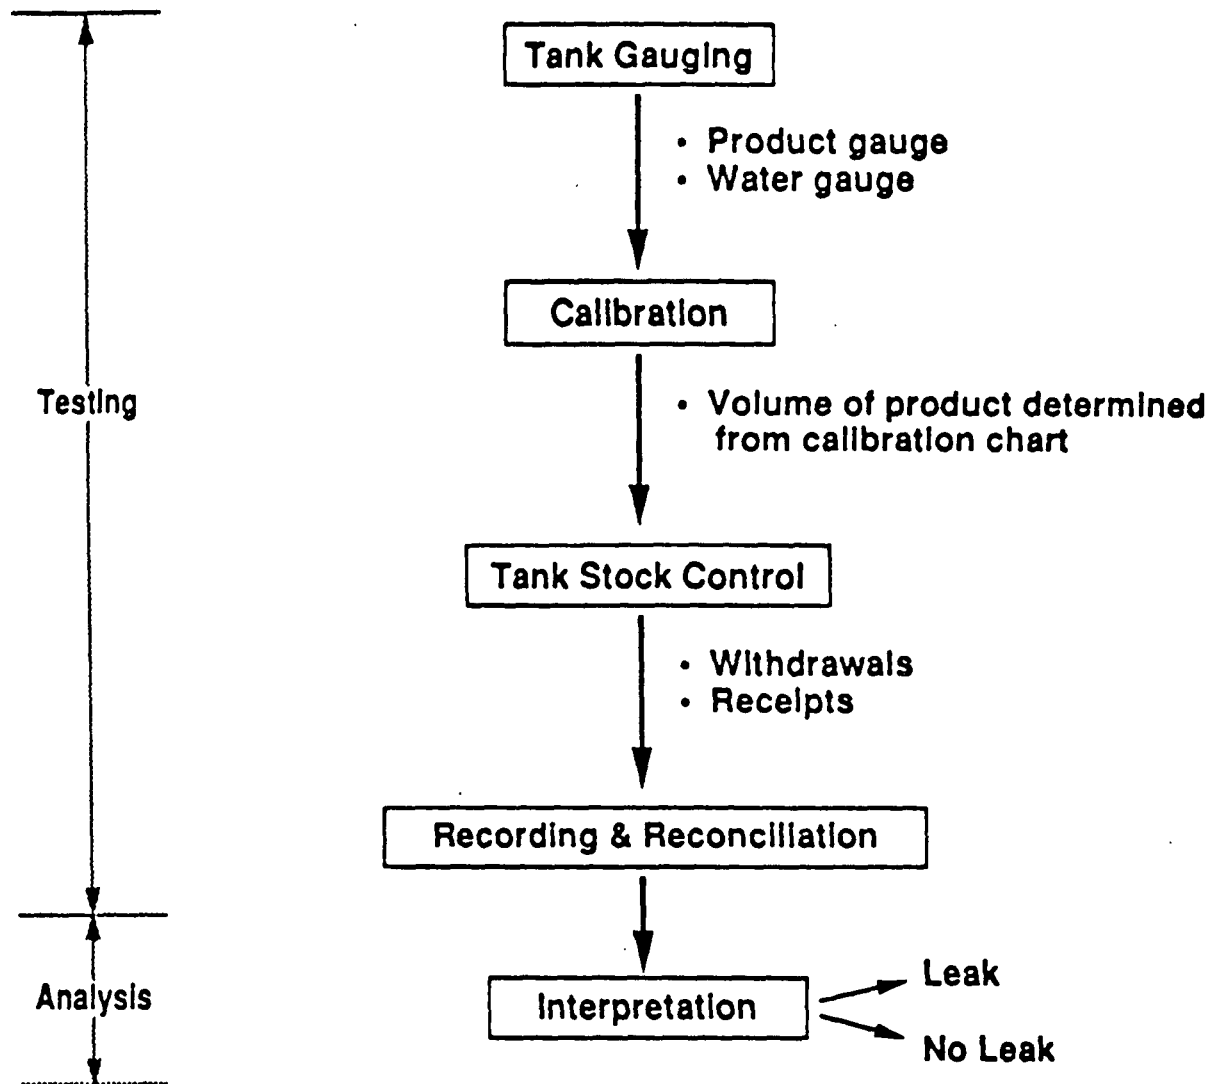 Tank Gauging
• Product gauge
• Water gauge
Calibration
Testing
• Volume of product determined
from calibration chart
Tank Stock Control
• Withdrawals
• Receipts
Recording & Reconciliation
Analysis
Interpretation
Leak
No Leak